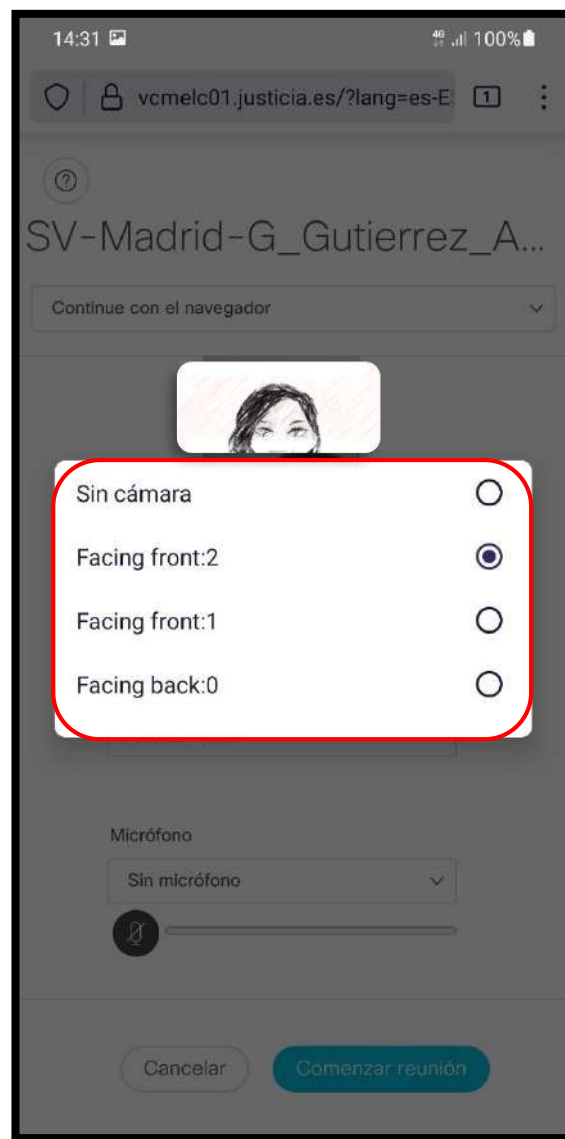 14:31 4G 100%
vcmelc01.justicia.es/?lang=es-E 1
SV-Madrid-G_Gutierrez_A...
Continue con el navegador
Sin cámara
Facing front:2
Facing front:1
Facing back:0
Micrófono
Sin micrófono
Cancelar Comenzar reunión